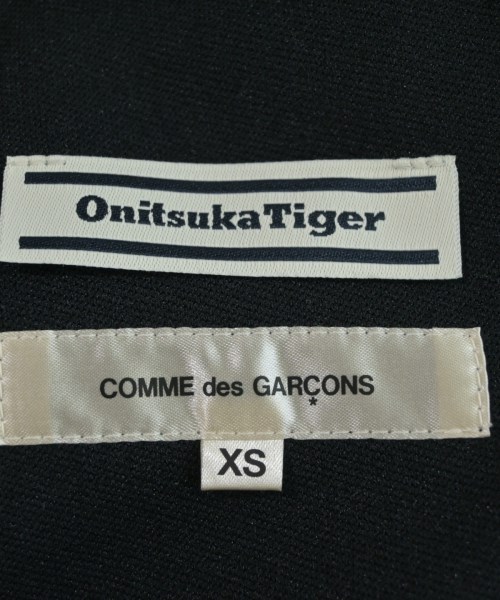 OnitsukaTiger
COMME des GARÇONS
*
XS